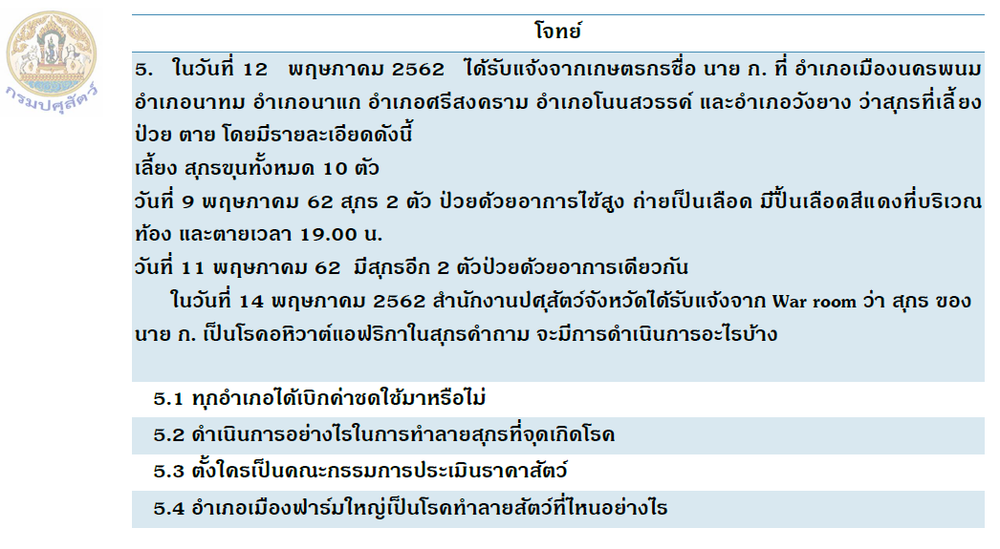 โจทย์
5. ในวันที่ 12 พฤษภาคม 2562 ได้รับแจ้งจากเกษตรกรชื่อ นาย ก. ที่ อำเภอเมืองนครพนม
อำเภอนาทม อำเภอนาแก อำเภอศรีสงคราม อำเภอโนนสวรรค์ และอำเภอวังยาง ว่าสุกรที่เลี้ยง
ป่วย ตาย โดยมีรายละเอียดดังนี้
เลี้ยง สุกรขุนทั้งหมด 10 ตัว
วันที่ 9 พฤษภาคม 62 สุกร 2 ตัว ป่วยด้วยอาการไข้สูง ถ่ายเป็นเลือด มีปื้นเลือดสีแดงที่บริเวณ
ท้อง และตายเวลา 19.00 น.
วันที่ 11 พฤษภาคม 62 มีสุกรอีก 2 ตัวป่วยด้วยอาการเดียวกัน
ในวันที่ 14 พฤษภาคม 2562 สำนักงานปศุสัตว์จังหวัดได้รับแจ้งจาก War room ว่า สุกร ของ
นาย ก. เป็นโรคอหิวาต์แอฟริกาในสุกรคำถาม จะมีการดำเนินการอะไรบ้าง
5.1 ทุกอำเภอได้เบิกค่าชดใช้มาหรือไม่
5.2 ดำเนินการอย่างไรในการทำลายสุกรที่จุดเกิดโรค
5.3 ตั้งใครเป็นคณะกรรมการประเมินราคาสัตว์
5.4 อำเภอเมืองฟาร์มใหญ่เป็นโรคทำลายสัตว์ที่ไหนอย่างไร
กรมปศุสัตว์